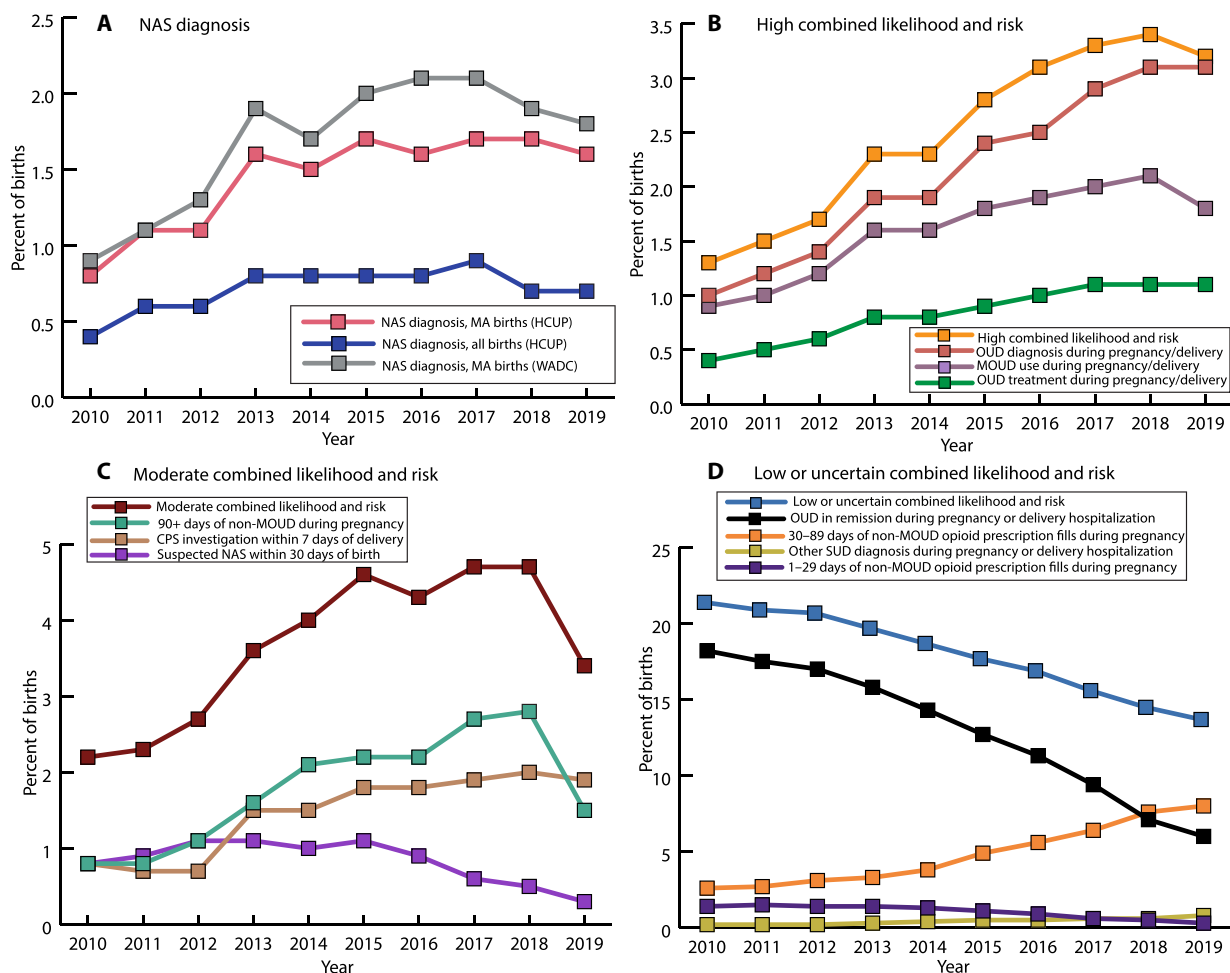 A NAS diagnosis
2.5
2.0
1.5
1.0
0.5
0.0
Percent of births
NAS diagnosis, MA births (HCUP)
NAS diagnosis, all births (HCUP)
NAS diagnosis, MA births (WADC)
2010 2011 2012 2013 2014 2015 2016 2017 2018 2019
Year
B High combined likelihood and risk
3.5
3.0
2.5
2.0
1.5
1.0
0.5
0.0
Percent of births
High combined likelihood and risk
OUD diagnosis during pregnancy/delivery
MOUD use during pregnancy/delivery
OUD treatment during pregnancy/delivery
2010 2011 2012 2013 2014 2015 2016 2017 2018 2019
Year
C Moderate combined likelihood and risk
Moderate combined likelihood and risk
90+ days of non-MOUD during pregnancy
CPS investigation within 7 days of delivery
Suspected NAS within 30 days of birth
5
4
3
2
1
0
Percent of births
2010 2011 2012 2013 2014 2015 2016 2017 2018 2019
Year
D Low or uncertain combined likelihood and risk
Low or uncertain combined likelihood and risk
OUD in remission during pregnancy or delivery hospitalization
30–89 days of non-MOUD opioid prescription fills during pregnancy
Other SUD diagnosis during pregnancy or delivery hospitalization
1–29 days of non-MOUD opioid prescription fills during pregnancy
25
20
15
10
5
0
Percent of births
2010 2011 2012 2013 2014 2015 2016 2017 2018 2019
Year